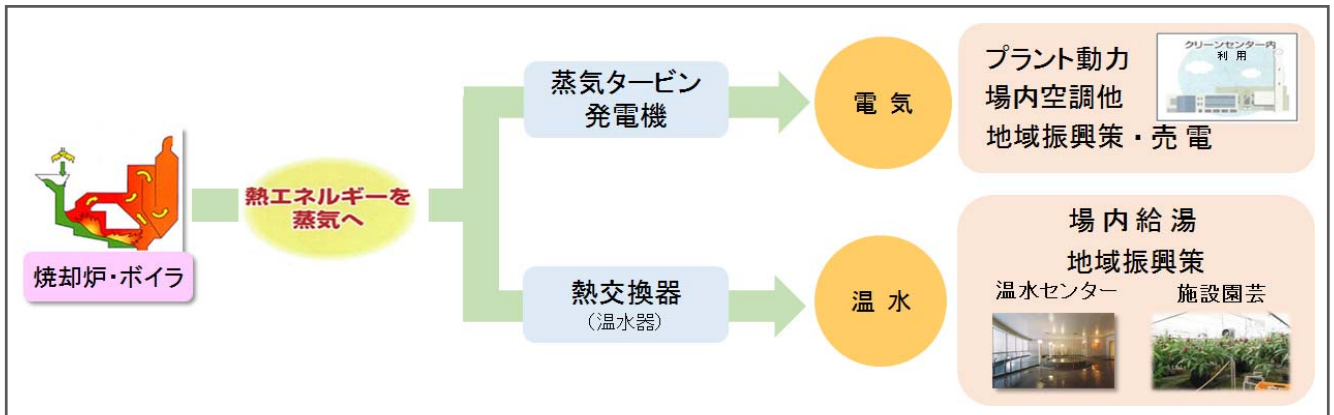 焼却炉・ボイラ
熱エネルギーを
蒸気へ
蒸気タービン
発電機
電気
プラント動力
場内空調他
地域振興策・売電
クリーンセンター内
利用
熱交換器
（温水器）
温水
場内給湯
地域振興策
温水センター
施設園芸